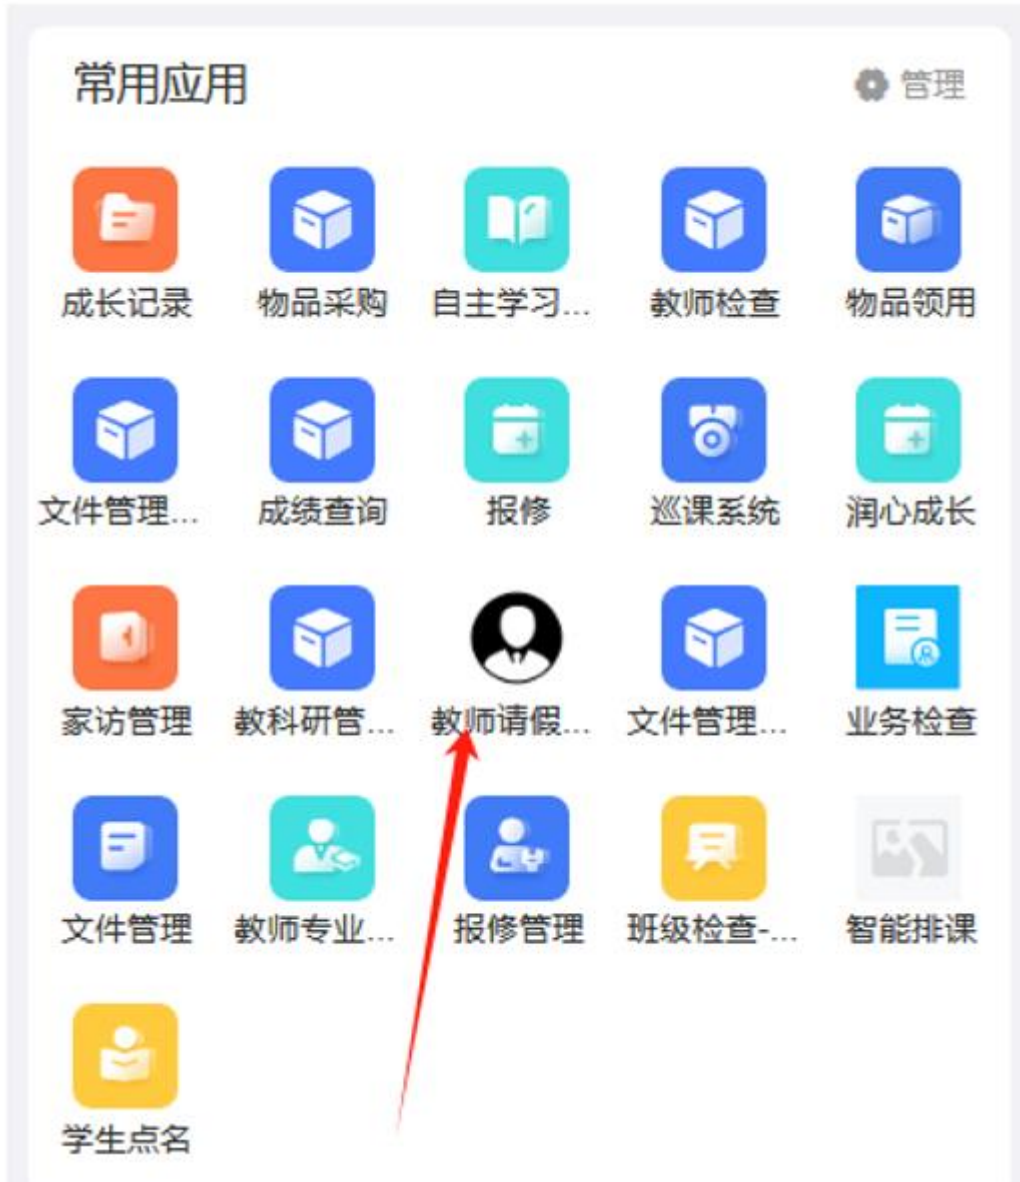 常用应用
管理
成长记录 物品采购 自主学习... 教师检查 物品领用
文件管理... 成绩查询 报修 巡课系统 润心成长
家访管理 教科研管... 教师请假... 文件管理... 业务检查
文件管理 教师专业... 报修管理 班级检查-... 智能排课
学生点名